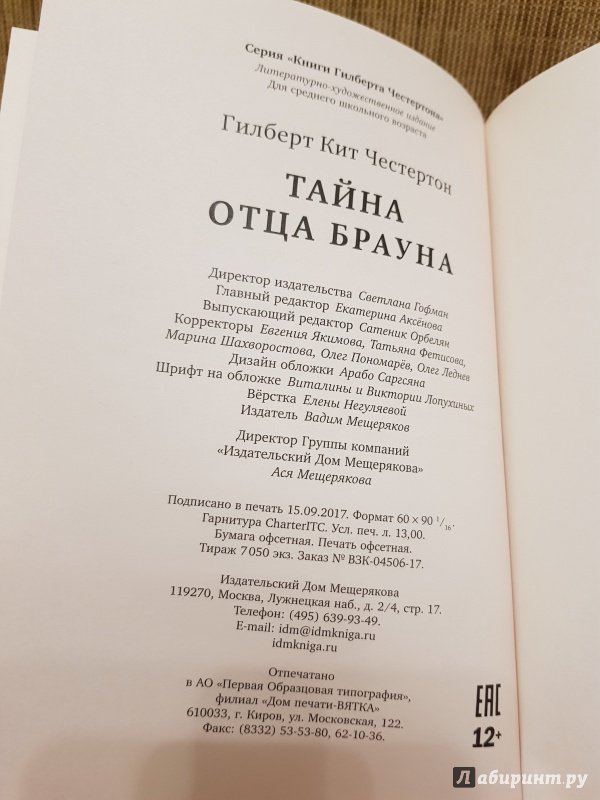 Серия «Книги Гилберта Честертона»
Литературно-художественное издание
Для среднего школьного возраста
Гилберт Кит Честертон
ТАЙНА
ОТЦА БРАУНА
Директор издательства Светлана Гофман
Главный редактор Екатерина Аксёнова
Выпускающий редактор Сатеник Орбелян
Корректоры Евгения Якимова, Татьяна Фетисова,
Марина Шахворостова, Олег Пономарёв, Олег Леднев
Дизайн обложки Арабо Саргсяна
Шрифт на обложке Виталины и Виктории Лопухиных
Вёрстка Елены Негуляевой
Издатель Вадим Мещеряков
Директор Группы компаний
«Издательский Дом Мещерякова»
Ася Мещерякова
Подписано в печать 15.09.2017. Формат 60 × 90 1/16.
Гарнитура CharterITC. Усл. печ. л. 13,00.
Бумага офсетная. Печать офсетная.
Тираж 7 050 экз. Заказ № ВЗК-04506-17.
Издательский Дом Мещерякова
119270, Москва, Лужнецкая наб., д. 2/4, стр. 17.
Телефон: (495) 639-93-49.
E-mail: idm@idmkniga.ru
idmkniga.ru
Отпечатано
в АО «Первая Образцовая типография»,
филиал «Дом печати-ВЯТКА»
610033, г. Киров, ул. Московская, 122.
Факс: (8332) 53-53-80, 62-10-36.
EAC
12+
Лабиринт.ру